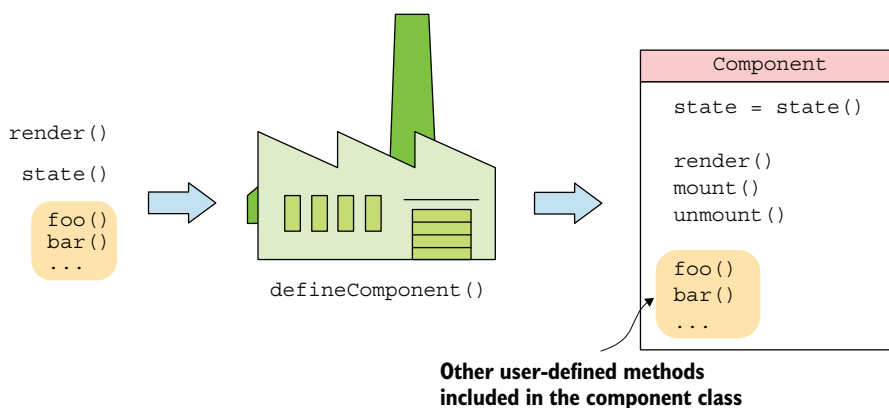 render()
state()
foo()
bar()
...
defineComponent()
Component
state = state()
render()
mount()
unmount()
foo()
bar()
...
Other user-defined methods
included in the component class